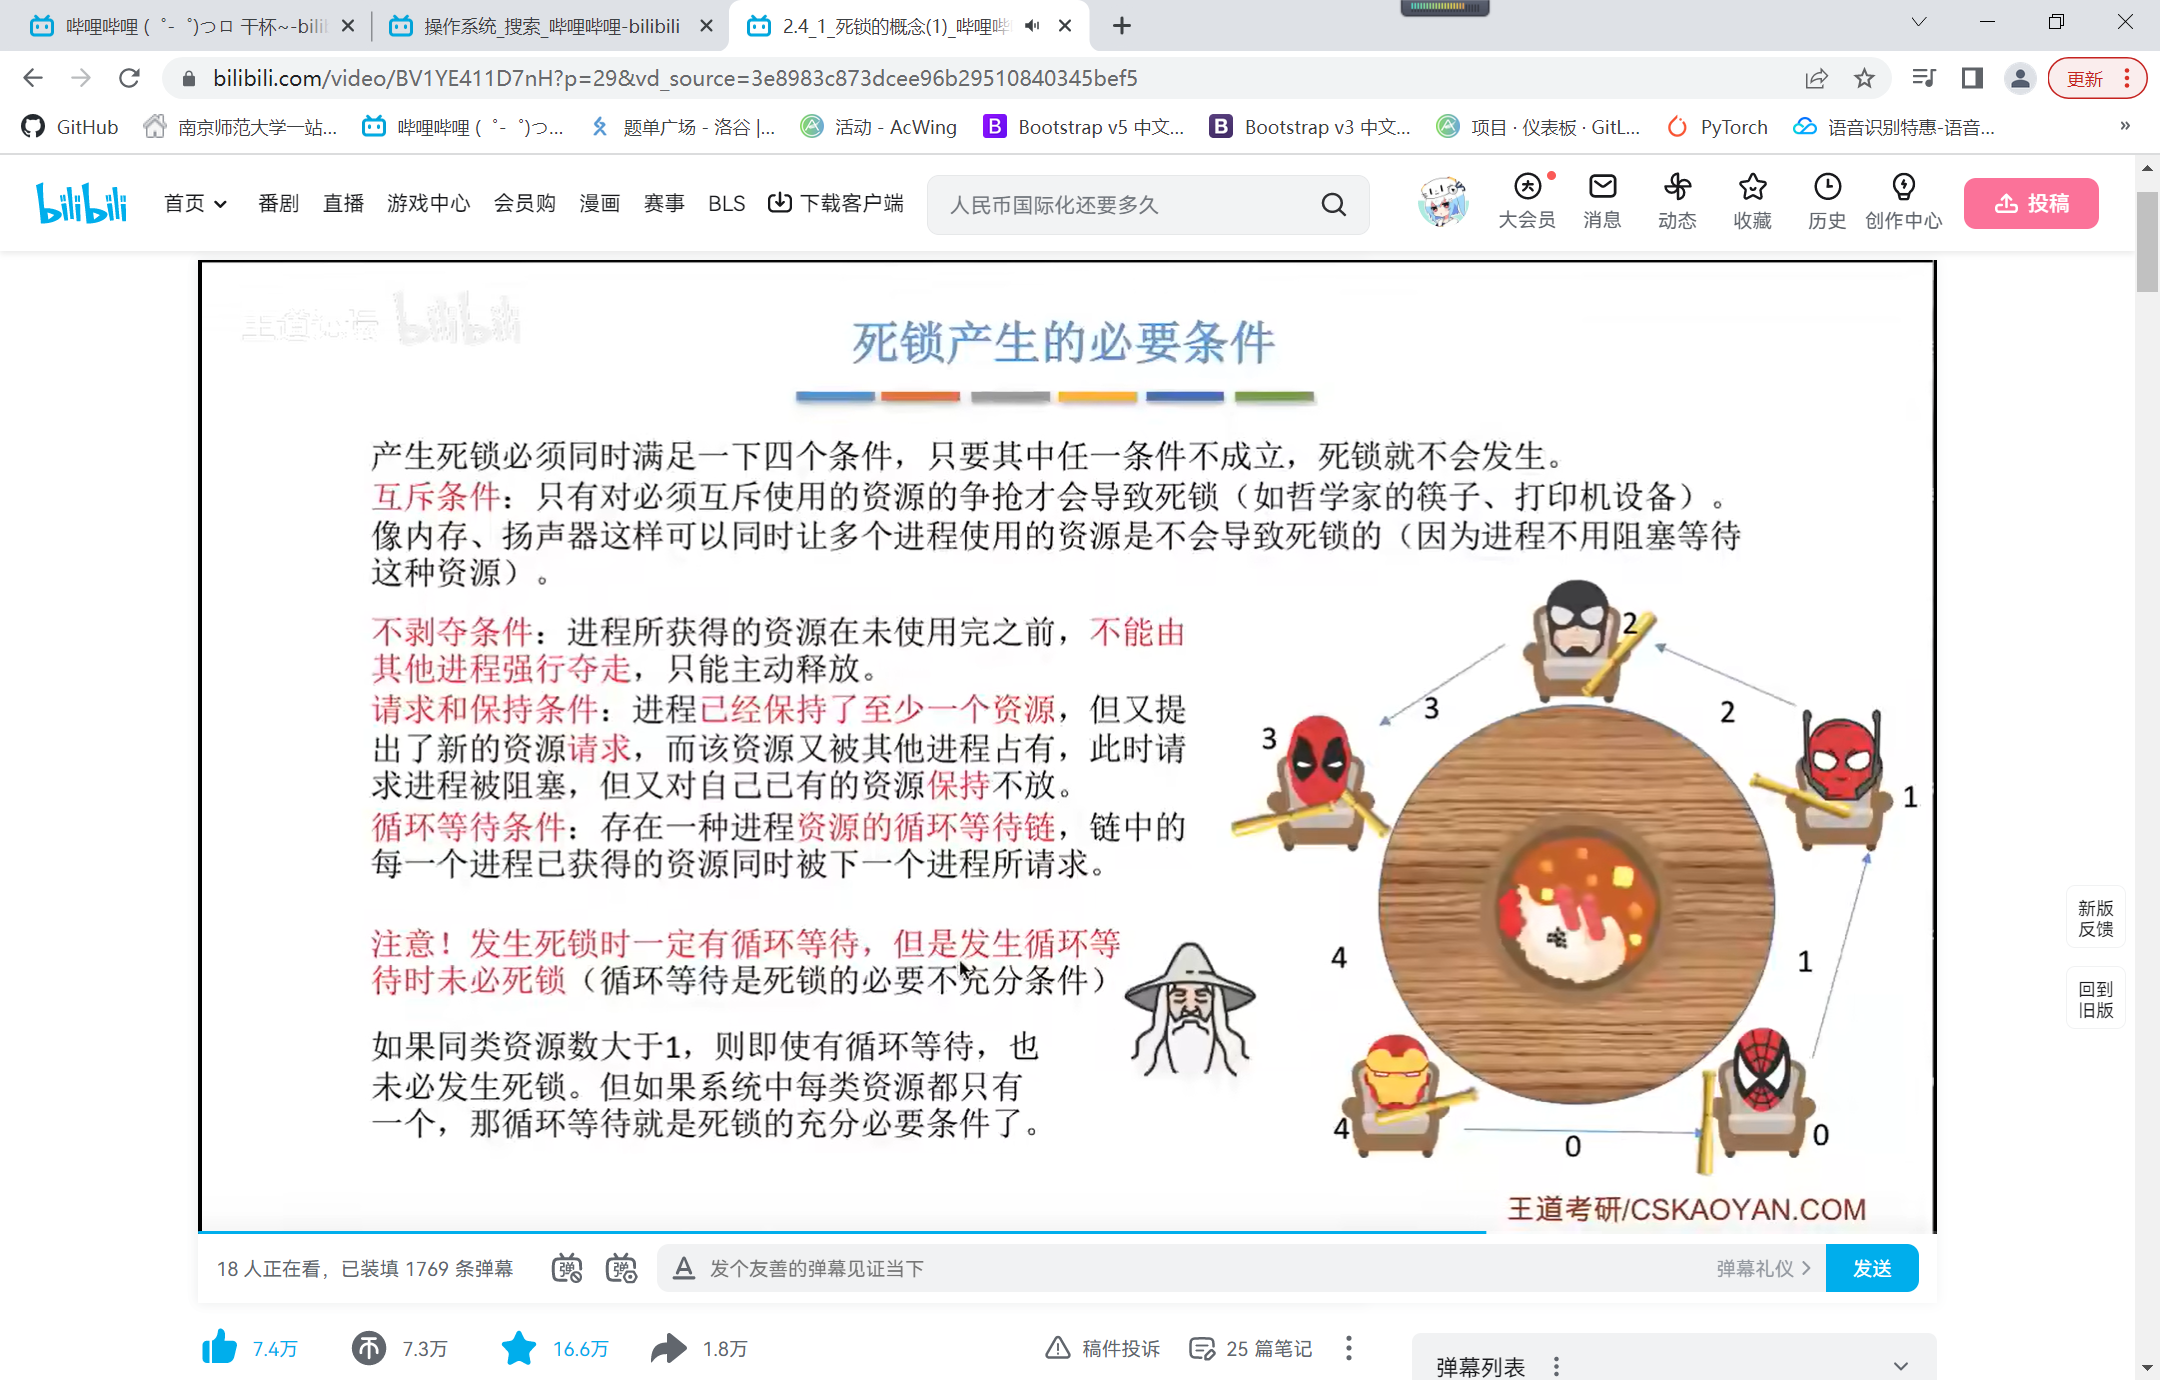 哔哩哔哩 (゜-゜)つロ 干杯~-bili
操作系统_搜索_哔哩哔哩-bilibili
2.4_1_死锁的概念(1)_哔哩哔
bilibili.com/video/BV1YE411D7nH?p=29&vd_source=3e8983c873dcee96b29510840345bef5
更新
GitHub
南京师范大学一站...
哔哩哔哩 (゜-゜)つ...
题单广场 - 洛谷 |...
活动 - AcWing
Bootstrap v5 中文...
Bootstrap v3 中文...
项目 · 仪表板 · GitL...
PyTorch
语音识别特惠-语音...
»
bilibili
首页
番剧
直播
游戏中心
会员购
漫画
赛事
BLS
下载客户端
人民币国际化还要多久
大会员
消息
动态
收藏
历史
创作中心
投稿
王道论坛 bilibili
死锁产生的必要条件
产生死锁必须同时满足一下四个条件，只要其中任一条件不成立，死锁就不会发生。
互斥条件：只有对必须互斥使用的资源的争抢才会导致死锁（如哲学家的筷子、打印机设备）。
像内存、扬声器这样可以同时让多个进程使用的资源是不会导致死锁的（因为进程不用阻塞等待
这种资源）。
不剥夺条件：进程所获得的资源在未使用完之前，不能由
其他进程强行夺走，只能主动释放。
请求和保持条件：进程已经保持了至少一个资源，但又提
出了新的资源请求，而该资源又被其他进程占有，此时请
求进程被阻塞，但又对自己已有的资源保持不放。
循环等待条件：存在一种进程资源的循环等待链，链中的
每一个进程已获得的资源同时被下一个进程所请求。
注意！发生死锁时一定有循环等待，但是发生循环等
待时未必死锁（循环等待是死锁的必要不充分条件）
如果同类资源数大于1，则即使有循环等待，也
未必发生死锁。但如果系统中每类资源都只有
一个，那循环等待就是死锁的充分必要条件了。
2
3
2
3
1
4
1
4
0
0
王道考研/CSKAOYAN.COM
新版
反馈
回到
旧版
18 人正在看，已装填 1769 条弹幕
发个友善的弹幕见证当下
弹幕礼仪 >
发送
7.4万
7.3万
16.6万
1.8万
稿件投诉
25 篇笔记
弹幕列表